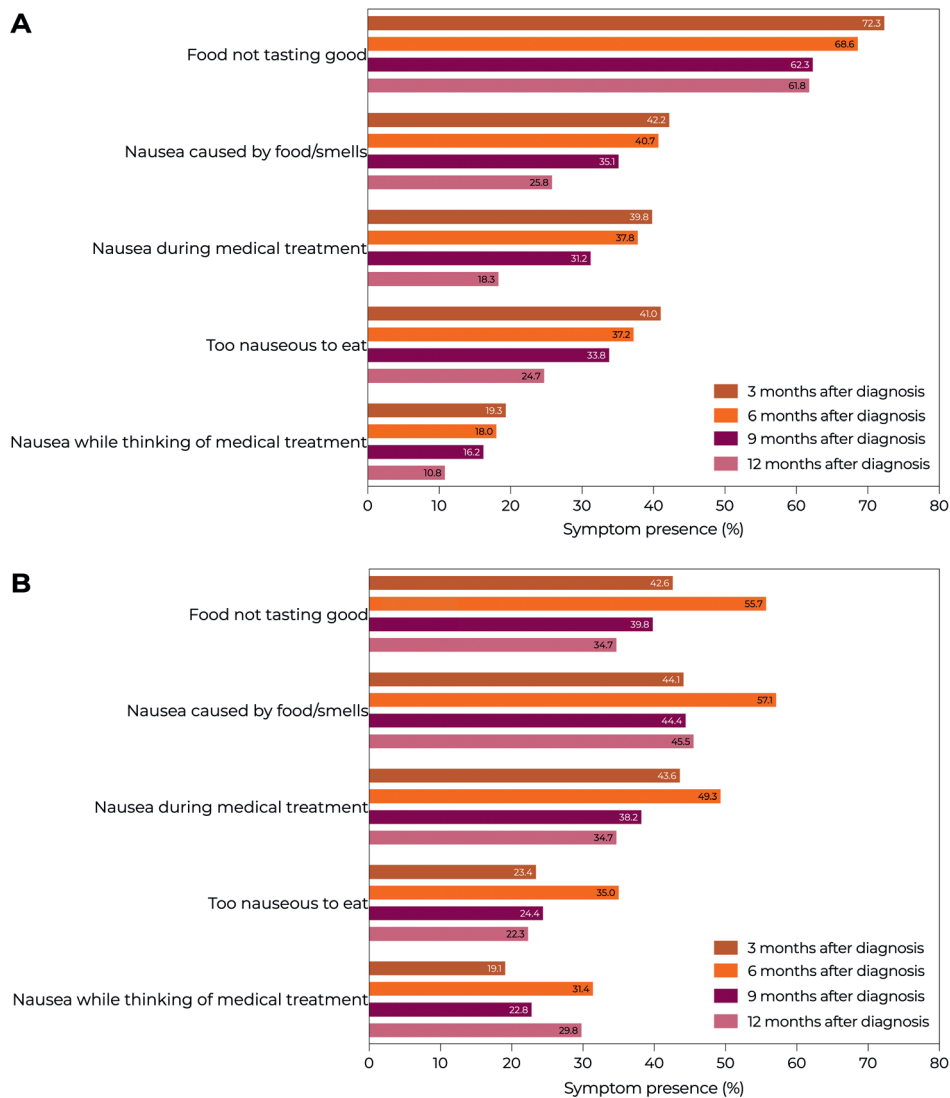 A
Food not tasting good
72.3
68.6
62.3
61.8
Nausea caused by food/smells
42.2
40.7
35.1
25.8
Nausea during medical treatment
39.8
37.8
31.2
18.3
Too nauseous to eat
41.0
37.2
33.8
24.7
Nausea while thinking of medical treatment
19.3
18.0
16.2
10.8
3 months after diagnosis
6 months after diagnosis
9 months after diagnosis
12 months after diagnosis
0 10 20 30 40 50 60 70 80
Symptom presence (%)
B
Food not tasting good
42.6
55.7
39.8
34.7
Nausea caused by food/smells
44.1
57.1
44.4
45.5
Nausea during medical treatment
43.6
49.3
38.2
34.7
Too nauseous to eat
23.4
35.0
24.4
22.3
Nausea while thinking of medical treatment
19.1
31.4
22.8
29.8
3 months after diagnosis
6 months after diagnosis
9 months after diagnosis
12 months after diagnosis
0 10 20 30 40 50 60 70 80
Symptom presence (%)